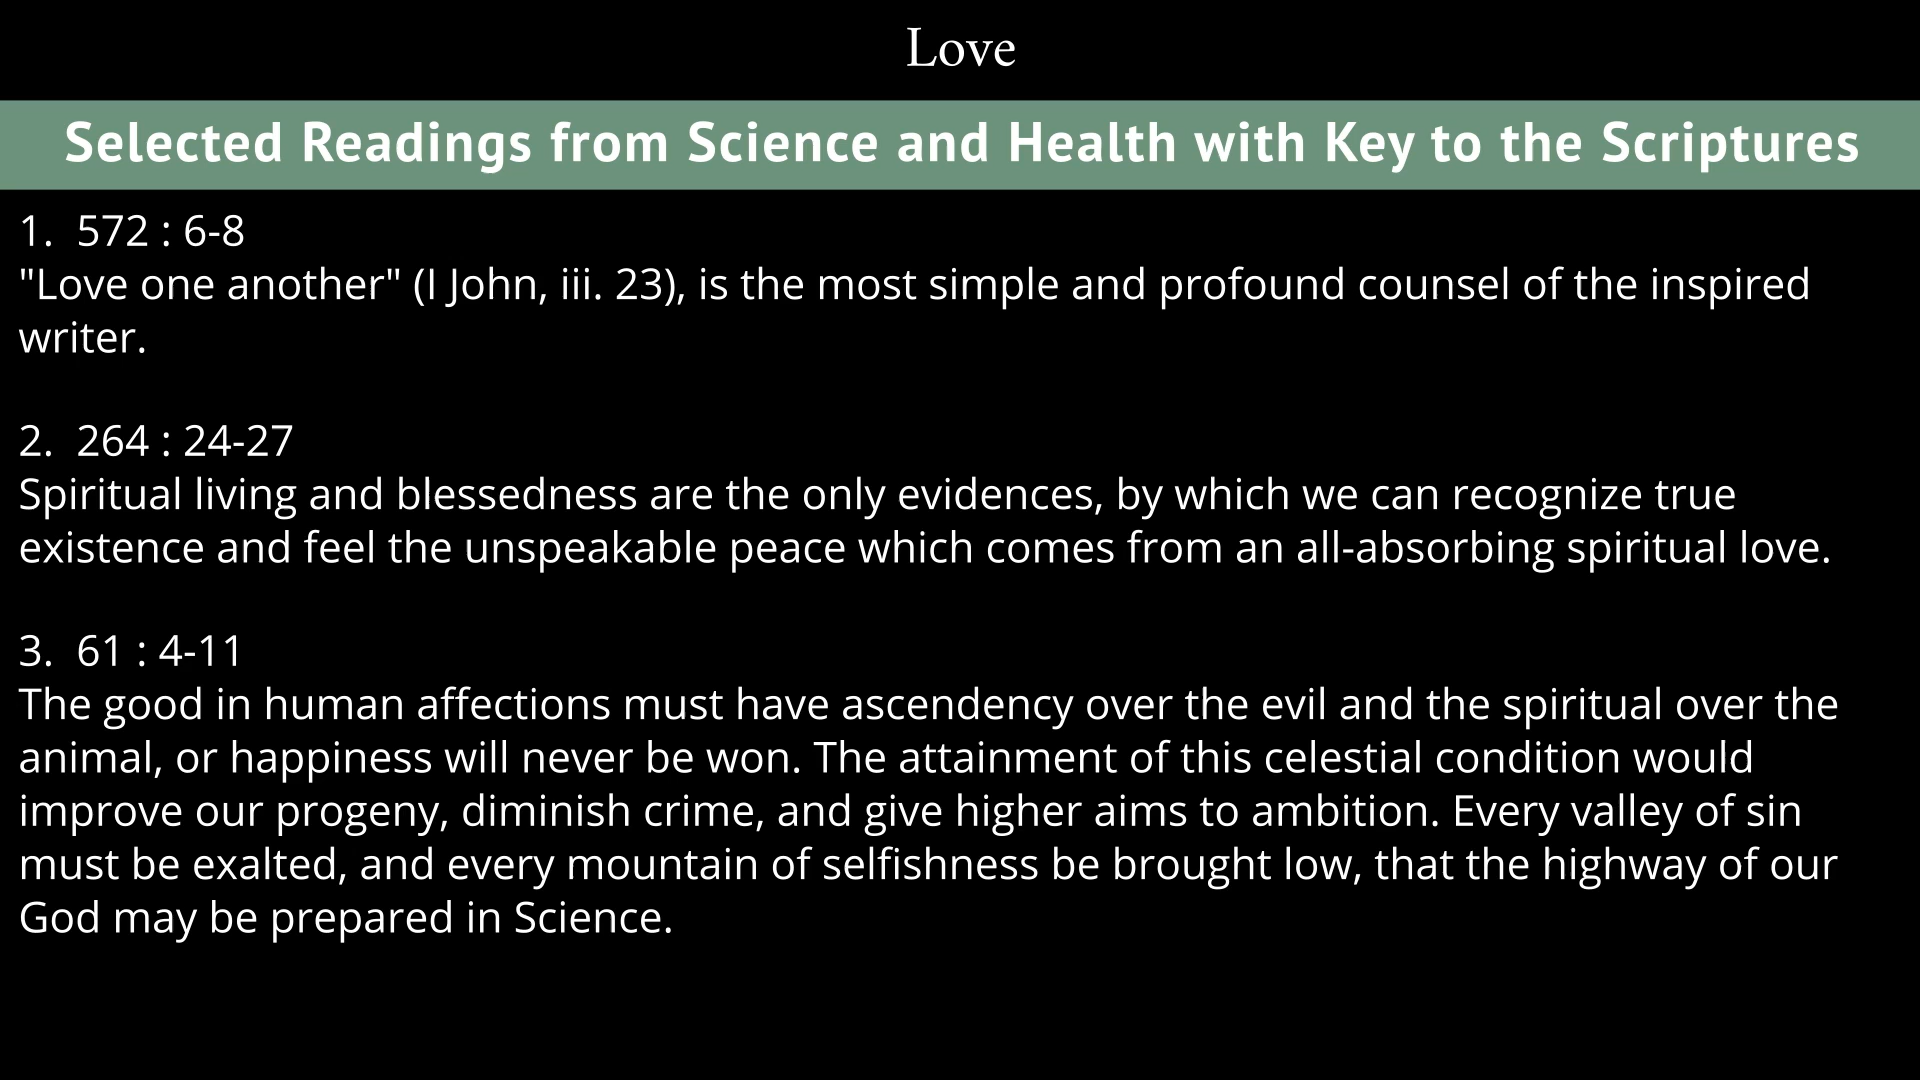 Love
Selected Readings from Science and Health with Key to the Scriptures
1.  572 : 6-8
"Love one another" (I John, iii. 23), is the most simple and profound counsel of the inspired
writer.
2.  264 : 24-27
Spiritual living and blessedness are the only evidences, by which we can recognize true
existence and feel the unspeakable peace which comes from an all-absorbing spiritual love.
3.  61 : 4-11
The good in human affections must have ascendency over the evil and the spiritual over the
animal, or happiness will never be won. The attainment of this celestial condition would
improve our progeny, diminish crime, and give higher aims to ambition. Every valley of sin
must be exalted, and every mountain of selfishness be brought low, that the highway of our
God may be prepared in Science.